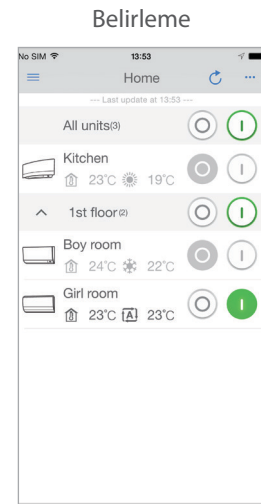 Belirleme
No SIM 13:53
Home
--- Last update at 13:53 ---
All units(3)
Kitchen
23°C 19°C
1st floor(2)
Boy room
24°C 22°C
Girl room
23°C A 23°C